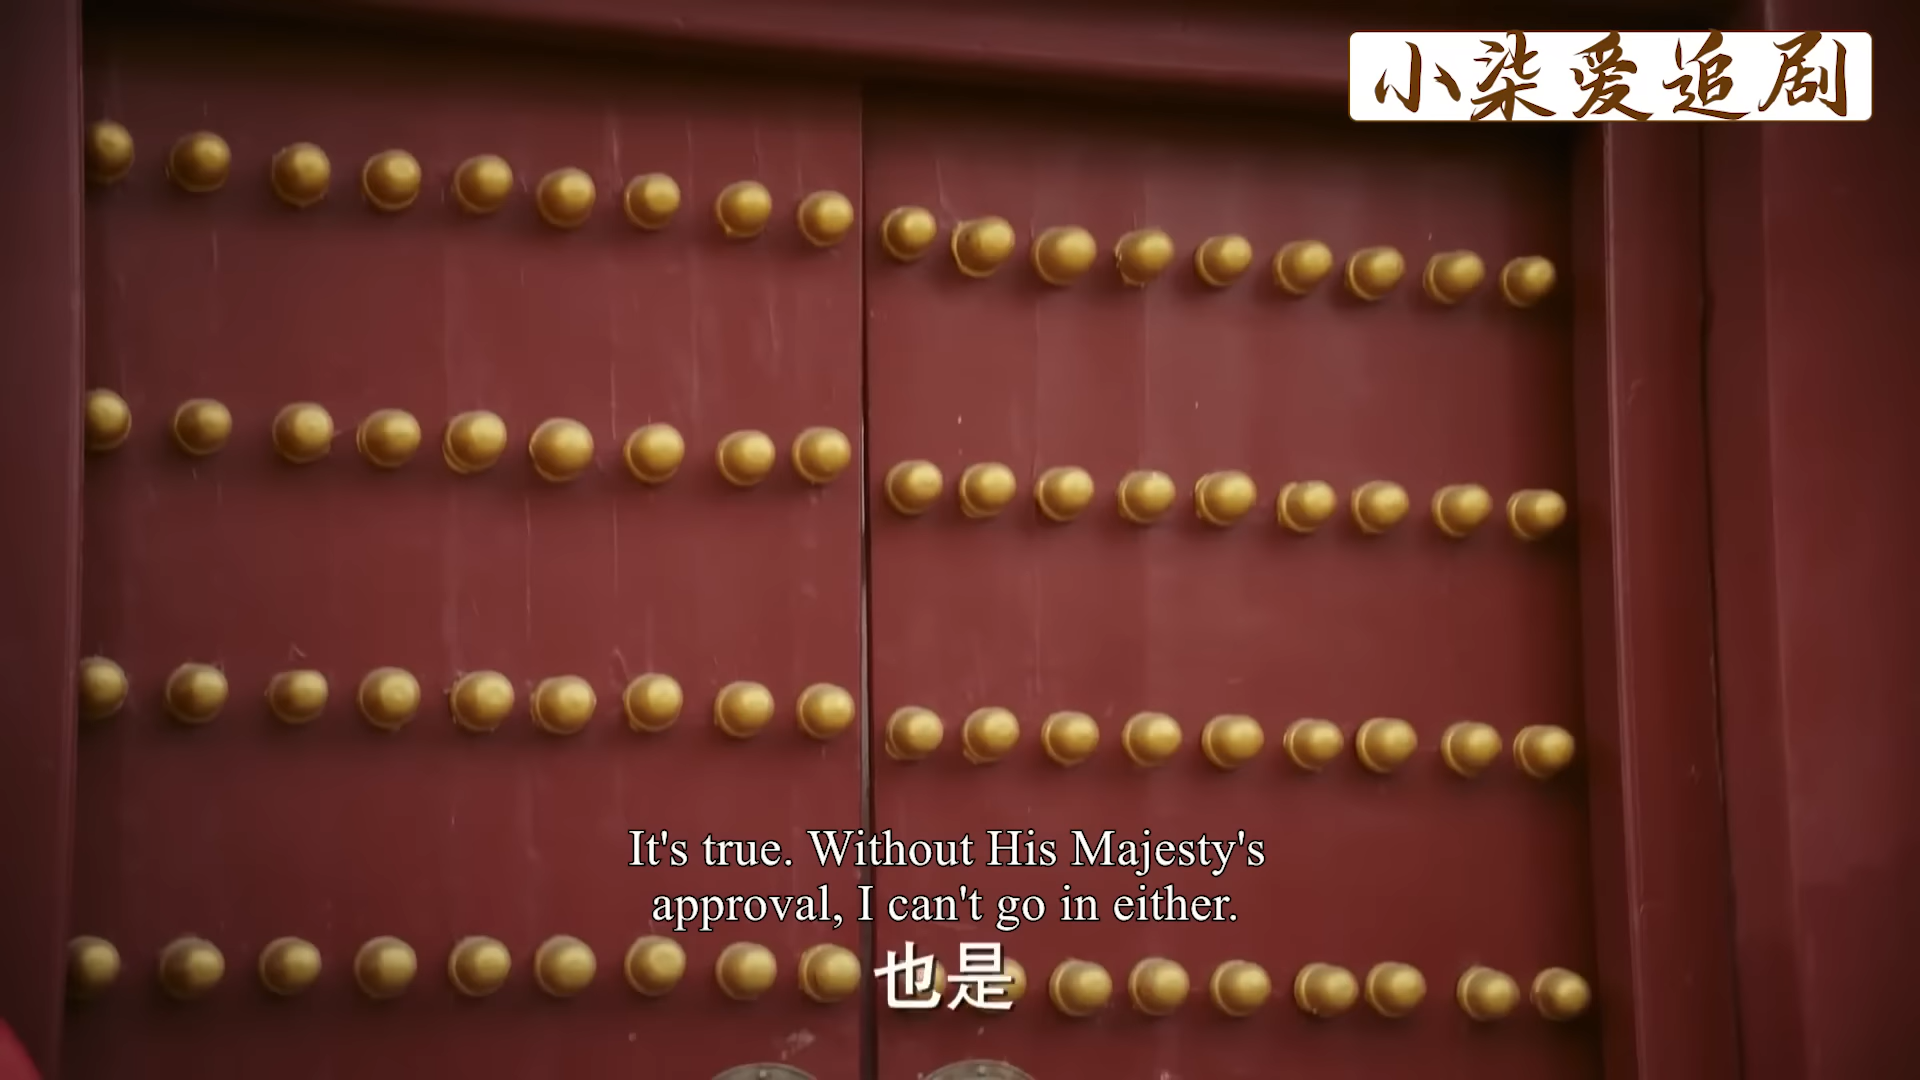 小柒爱追剧
It's true. Without His Majesty's
approval, I can't go in either.
也是